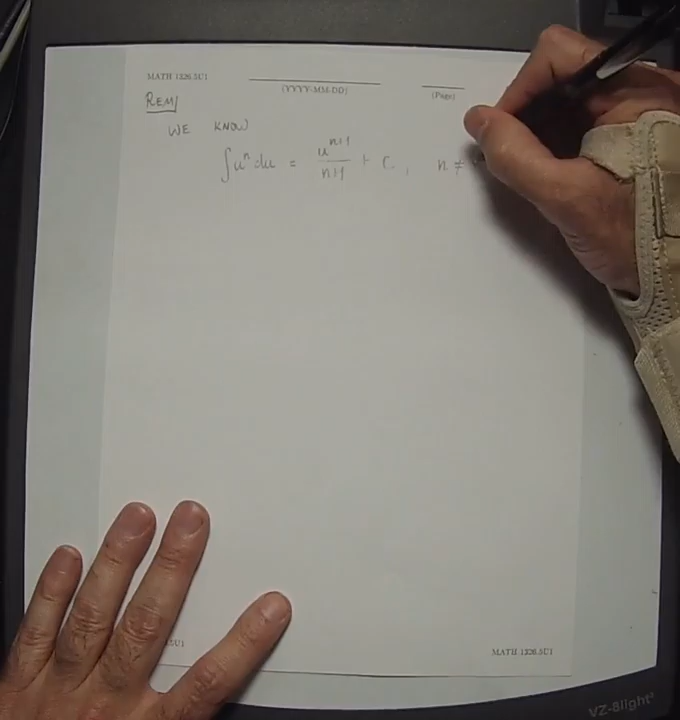 MATH 1326.5U1
(YYYY-MM-DD)
(Page)
REM/
WE KNOW
∫uⁿ du = uⁿ⁺¹/n+1 + C, n ≠
MATH 1326.5U1
VZ-8light³